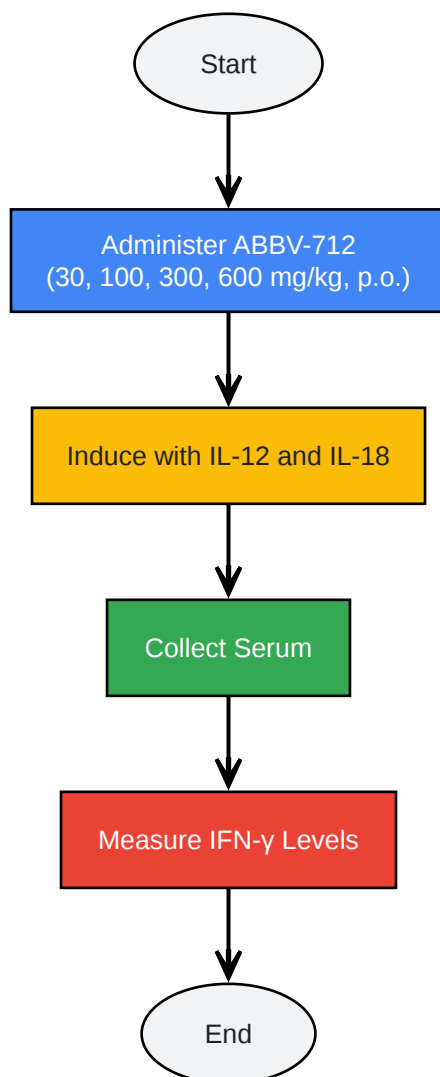 Start
Administer ABBV-712
(30, 100, 300, 600 mg/kg, p.o.)
Induce with IL-12 and IL-18
Collect Serum
Measure IFN-γ Levels
End